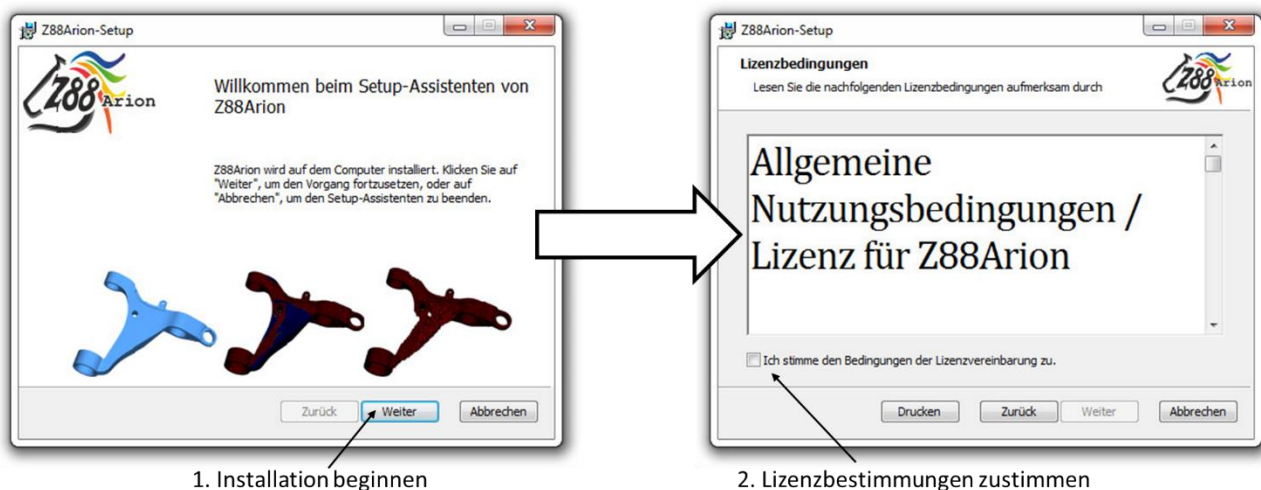 Z88Arion-Setup
Z88Arion
Willkommen beim Setup-Assistenten von
Z88Arion
Z88Arion wird auf dem Computer installiert. Klicken Sie auf
"Weiter", um den Vorgang fortzusetzen, oder auf
"Abbrechen", um den Setup-Assistenten zu beenden.
Zurück Weiter Abbrechen
1. Installation beginnen
Z88Arion-Setup
Lizenzbedingungen
Lesen Sie die nachfolgenden Lizenzbedingungen aufmerksam durch
Z88Arion
Allgemeine
Nutzungsbedingungen /
Lizenz für Z88Arion
Ich stimme den Bedingungen der Lizenzvereinbarung zu.
Drucken Zurück Weiter Abbrechen
2. Lizenzbestimmungen zustimmen